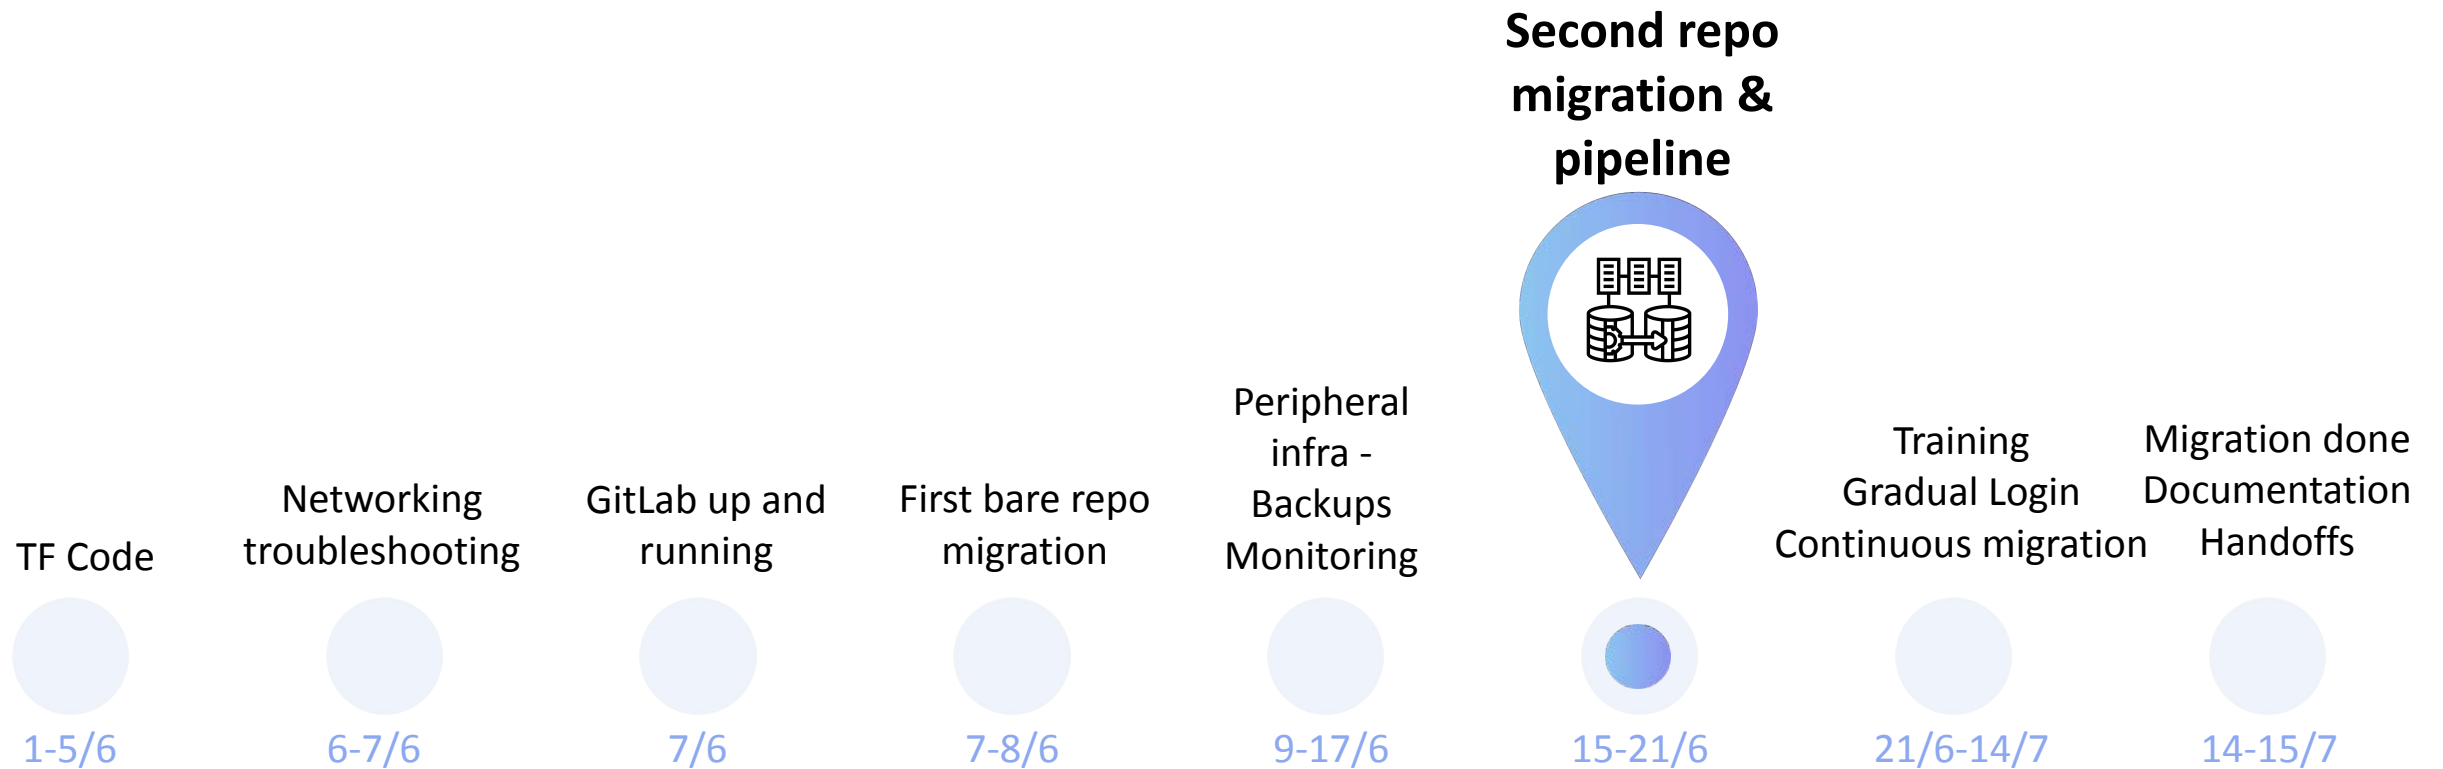 Second repo
migration &
pipeline
TF Code
Networking
troubleshooting
GitLab up and
running
First bare repo
migration
Peripheral
infra -
Backups
Monitoring
Training
Gradual Login
Continuous migration
Migration done
Documentation
Handoffs
1-5/6
6-7/6
7/6
7-8/6
9-17/6
15-21/6
21/6-14/7
14-15/7